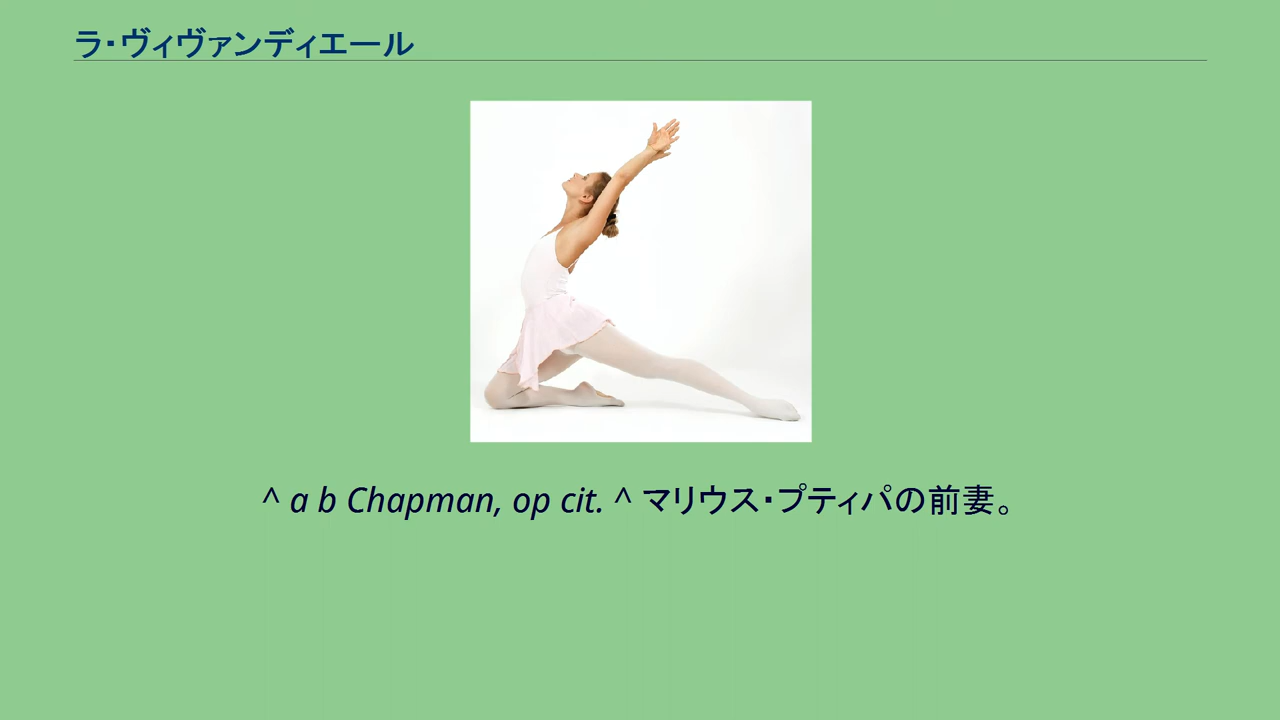 ラ・ヴィヴァンディエール
^ a b Chapman, op cit. ^ マリウス・プティパの前妻。